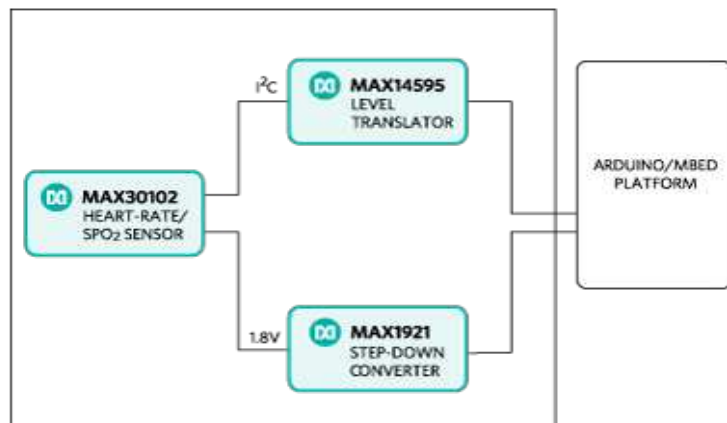 I²C
MAX14595
LEVEL
TRANSLATOR
ARDUINO/MBED
PLATFORM
MAX30102
HEART-RATE/
SPO₂ SENSOR
1.8V
MAX1921
STEP-DOWN
CONVERTER